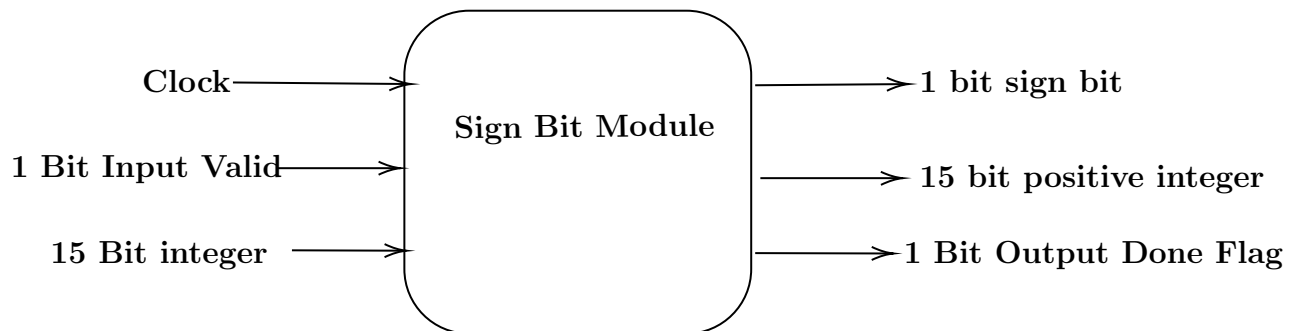 Clock
1 Bit Input Valid
15 Bit integer
Sign Bit Module
1 bit sign bit
15 bit positive integer
1 Bit Output Done Flag